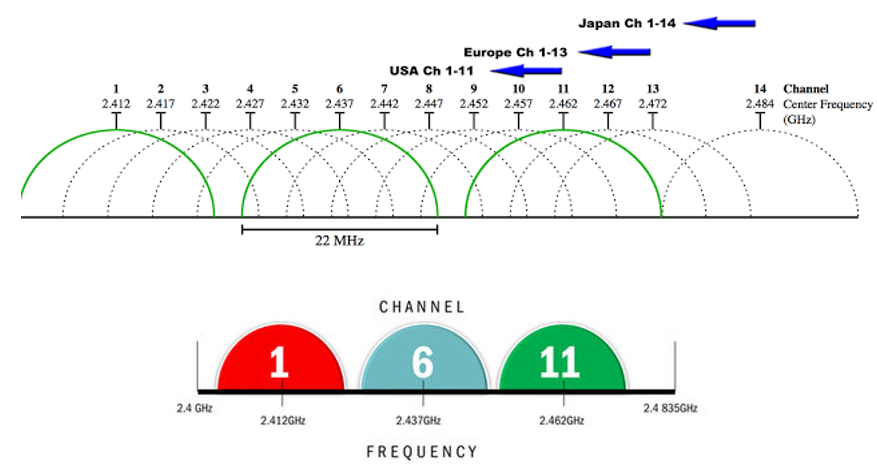 Japan Ch 1-14
Europe Ch 1-13
USA Ch 1-11
1 2 3 4 5 6 7 8 9 10 11 12 13 14 Channel
2.412 2.417 2.422 2.427 2.432 2.437 2.442 2.447 2.452 2.457 2.462 2.467 2.472 2.484 Center Frequency
(GHz)
22 MHz
CHANNEL
1 6 11
2.4 GHz 2.4 835GHz
2.412GHz 2.437GHz 2.462GHz
FREQUENCY